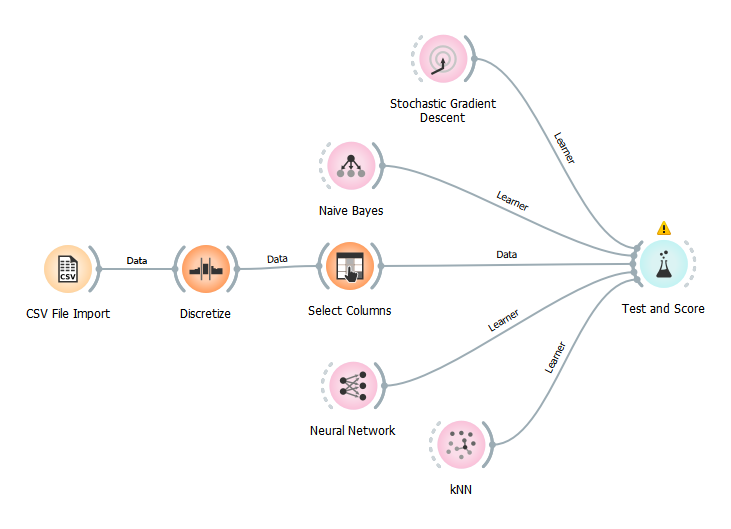 Stochastic Gradient
Descent
Learner
Naive Bayes
Learner
CSV
CSV File Import
Data
Discretize
Data
Select Columns
Data
Test and Score
Neural Network
Learner
kNN
Learner